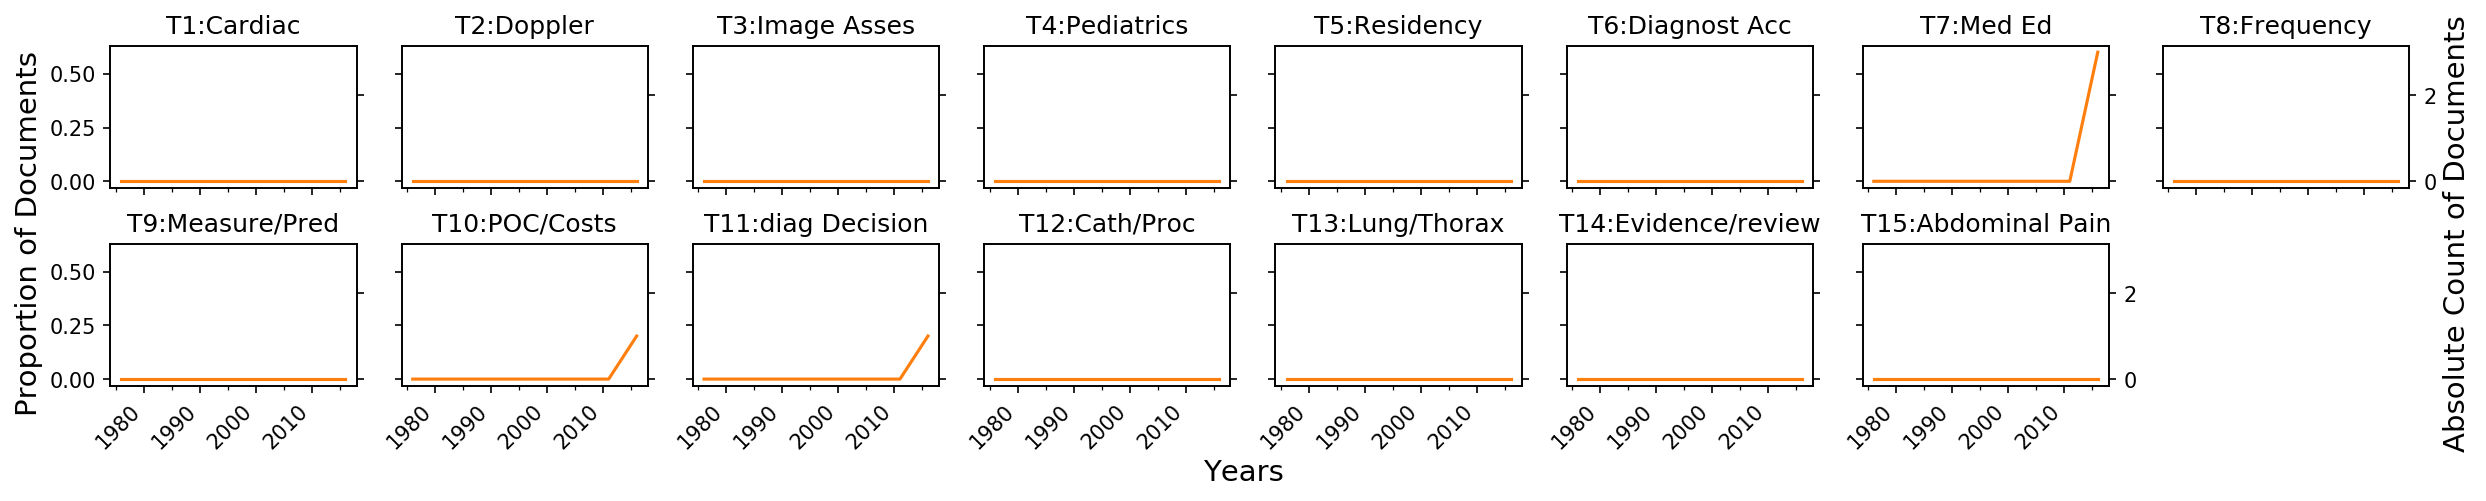 T1:Cardiac
T2:Doppler
T3:Image Asses
T4:Pediatrics
T5:Residency
T6:Diagnost Acc
T7:Med Ed
T8:Frequency
0.50
0.25
0.00
2
0
Proportion of Documents
Absolute Count of Documents
T9:Measure/Pred
T10:POC/Costs
T11:diag Decision
T12:Cath/Proc
T13:Lung/Thorax
T14:Evidence/review
T15:Abdominal Pain
0.50
0.25
0.00
2
0
1980 1990 2000 2010
1980 1990 2000 2010
1980 1990 2000 2010
1980 1990 2000 2010
1980 1990 2000 2010
1980 1990 2000 2010
1980 1990 2000 2010
Years